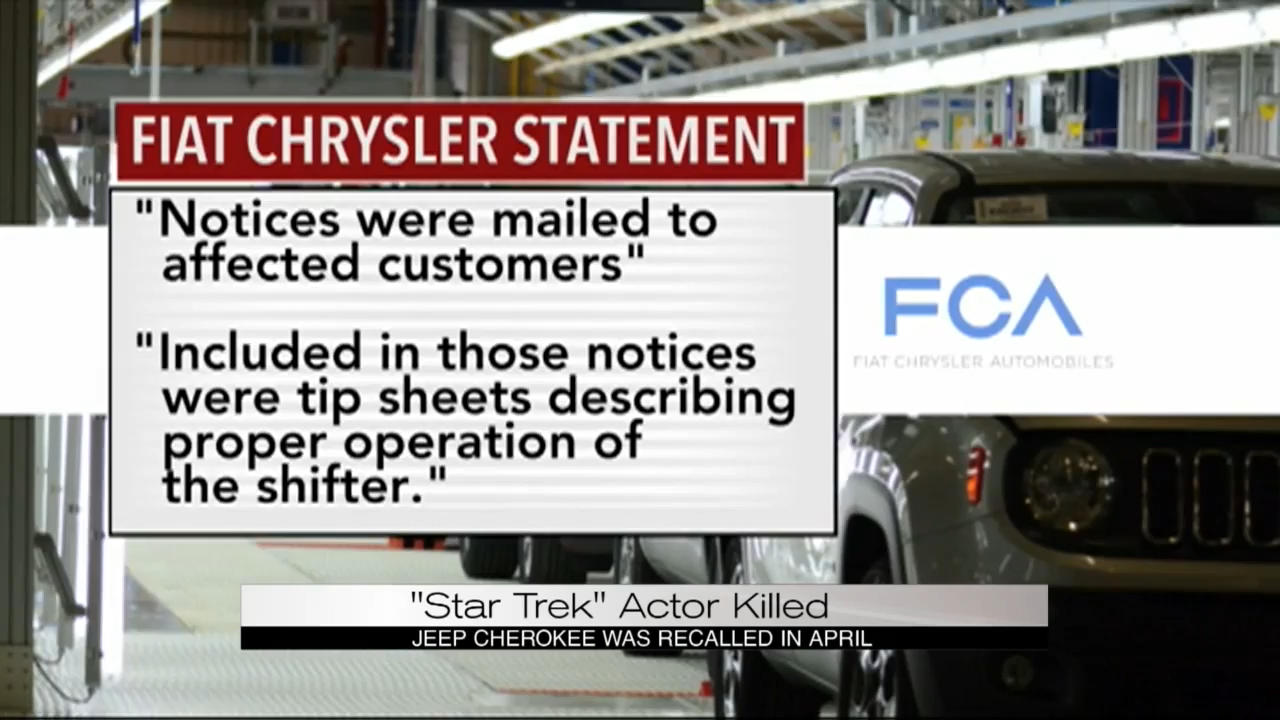 FIAT CHRYSLER STATEMENT
"Notices were mailed to
affected customers"
"Included in those notices
were tip sheets describing
proper operation of
the shifter."
FCA
FIAT CHRYSLER AUTOMOBILES
"Star Trek" Actor Killed
JEEP CHEROKEE WAS RECALLED IN APRIL